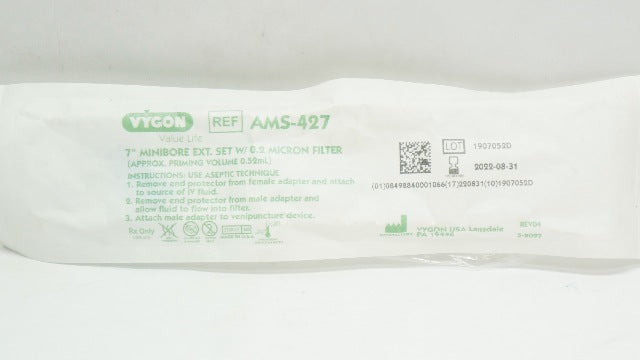 VYGON
Value Life
REF AMS-427
7" MINIBORE EXT. SET W/ 0.2 MICRON FILTER
(APPROX. PRIMING VOLUME 0.52mL)
INSTRUCTIONS: USE ASEPTIC TECHNIQUE
1. Remove end protector from female adapter and attach
to source of IV fluid.
2. Remove end protector from male adapter and
allow fluid to flow into filter.
3. Attach male adapter to venipuncture device.
Rx Only
LOT 1907052D
2022-08-31
(01)08498840001066(17)220831(10)1907052D
VYGON USA Lansdale
PA 19446
REV04